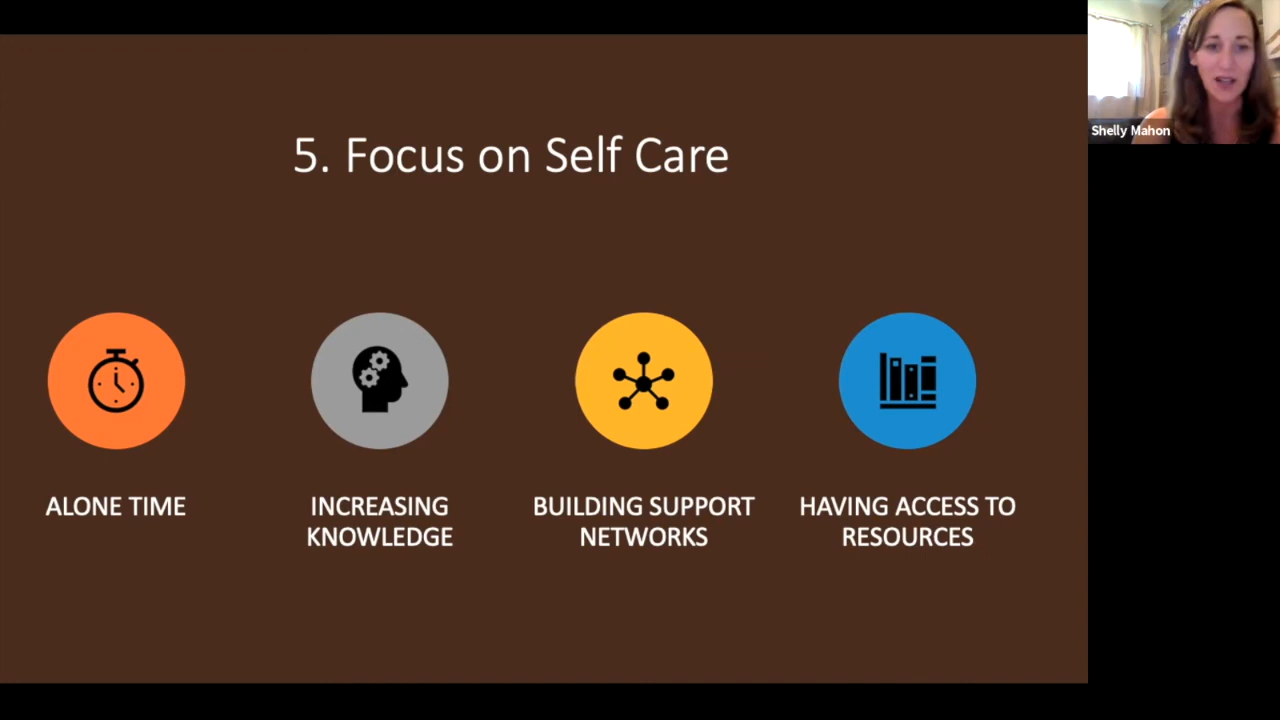 5. Focus on Self Care
Shelly Mahon
ALONE TIME
INCREASING
KNOWLEDGE
BUILDING SUPPORT
NETWORKS
HAVING ACCESS TO
RESOURCES